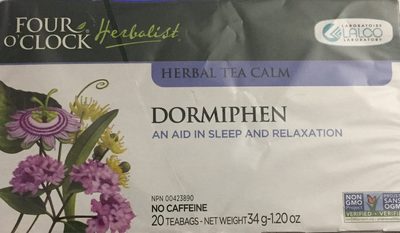 FOUR
O'CLOCK
Herbalist
LABORATOIRE
LALCO
LABORATORY
HERBAL TEA CALM
DORMIPHEN
AN AID IN SLEEP AND RELAXATION
NPN 00423890
NO CAFFEINE
20 TEABAGS - NET WEIGHT 34 g - 1.20 oz
NON
GMO
Project
VERIFIED
SANS
OGM
VÉRIFIÉ